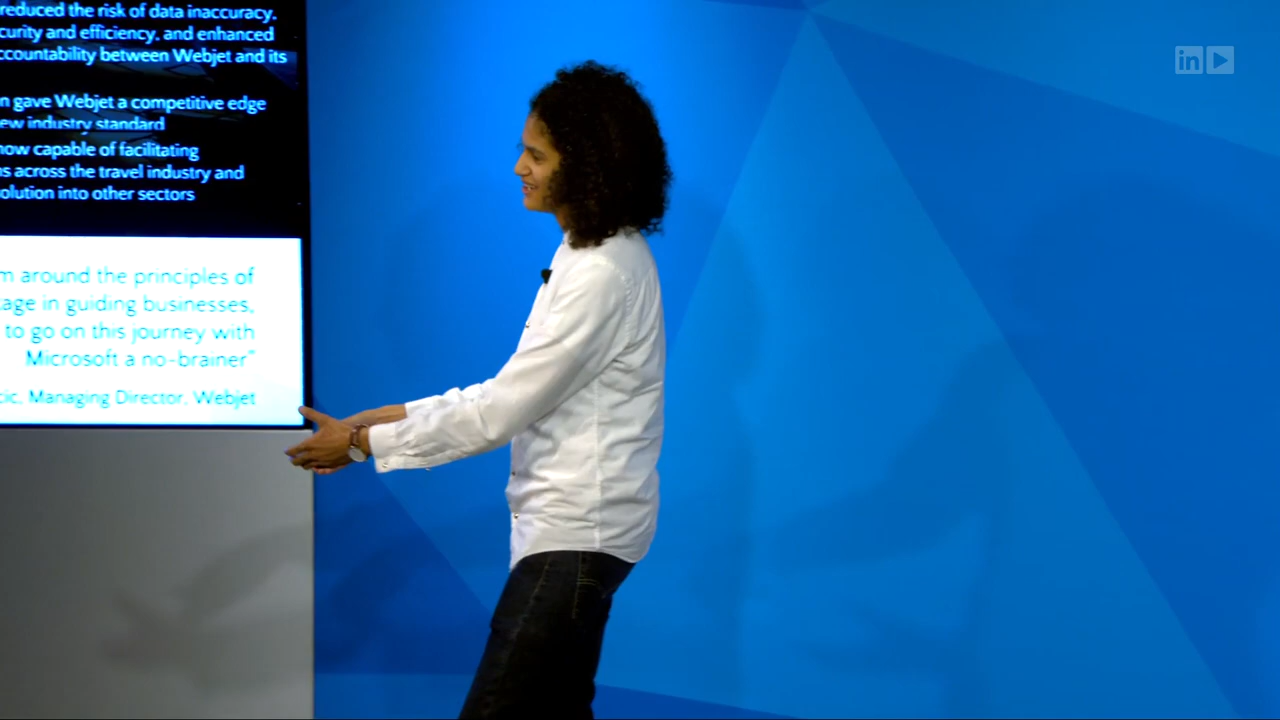 reduced the risk of data inaccuracy,
curity and efficiency, and enhanced
ccountability between Webjet and its
n gave Webjet a competitive edge
ew industry standard
now capable of facilitating
s across the travel industry and
olution into other sectors
m around the principles of
age in guiding businesses,
to go on this journey with
Microsoft a no-brainer"
cic, Managing Director, Webjet
in